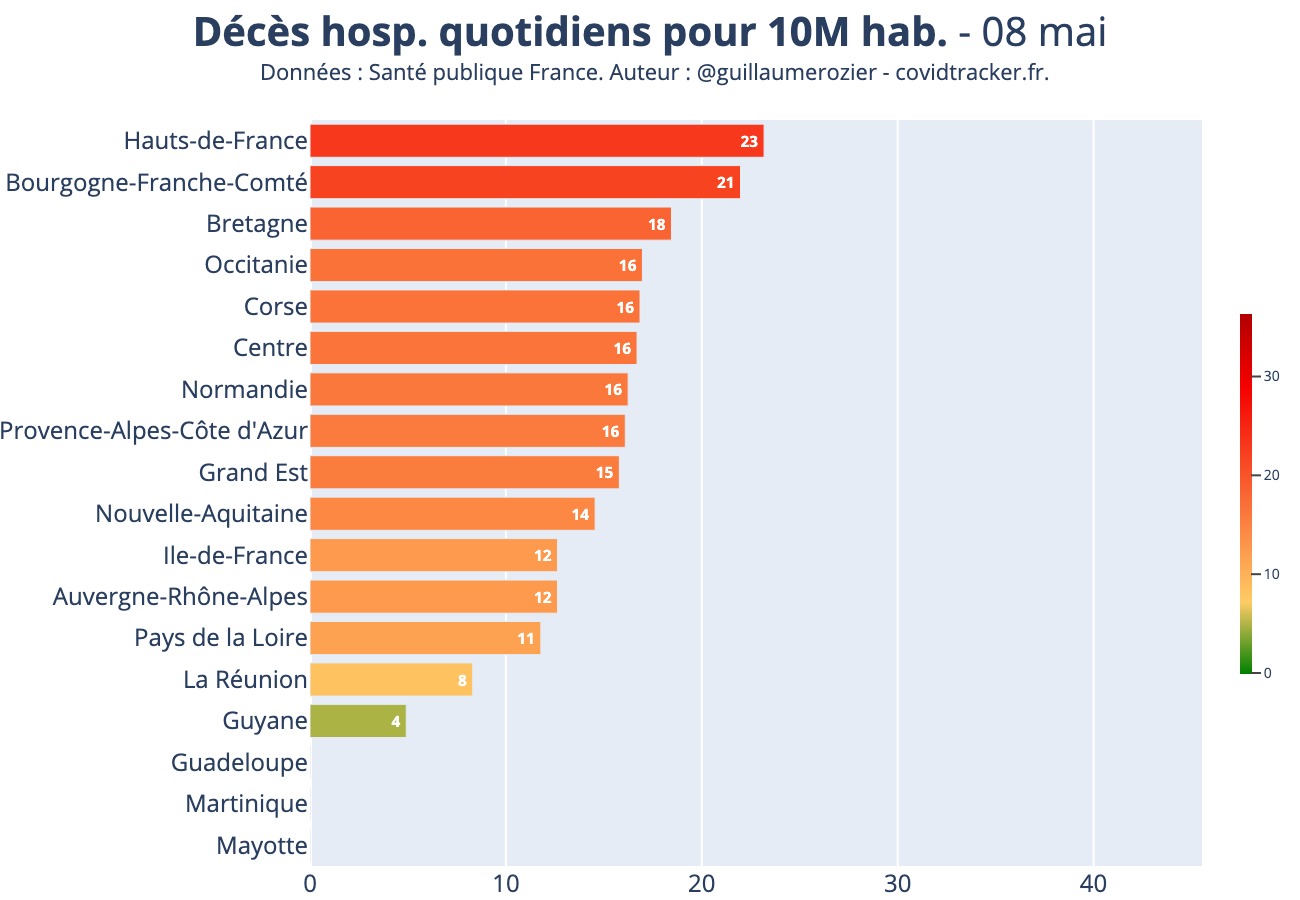 Décès hosp. quotidiens pour 10M hab. - 08 mai
Données : Santé publique France. Auteur : @guillaumerozier - covidtracker.fr.
Hauts-de-France 23
Bourgogne-Franche-Comté 21
Bretagne 18
Occitanie 16
Corse 16
Centre 16
Normandie 16
Provence-Alpes-Côte d'Azur 16
Grand Est 15
Nouvelle-Aquitaine 14
Ile-de-France 12
Auvergne-Rhône-Alpes 12
Pays de la Loire 11
La Réunion 8
Guyane 4
Guadeloupe
Martinique
Mayotte
0 10 20 30 40
30
20
10
0